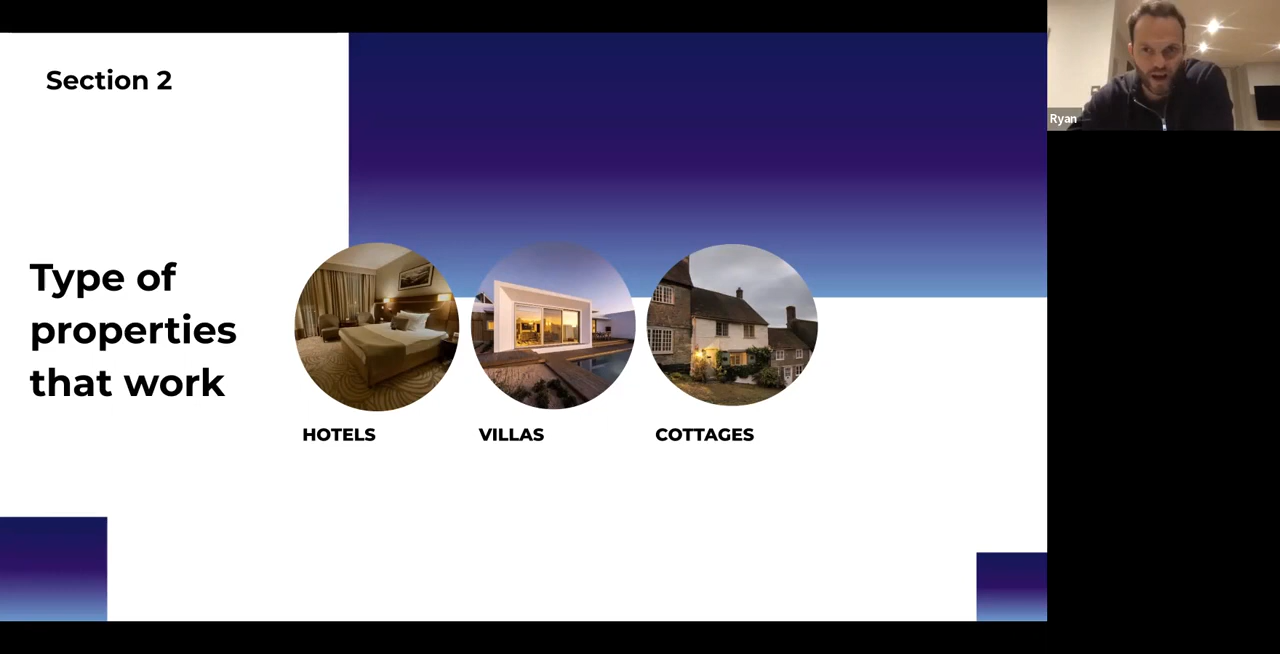 Section 2
Ryan
Type of
properties
that work
HOTELS
VILLAS
COTTAGES